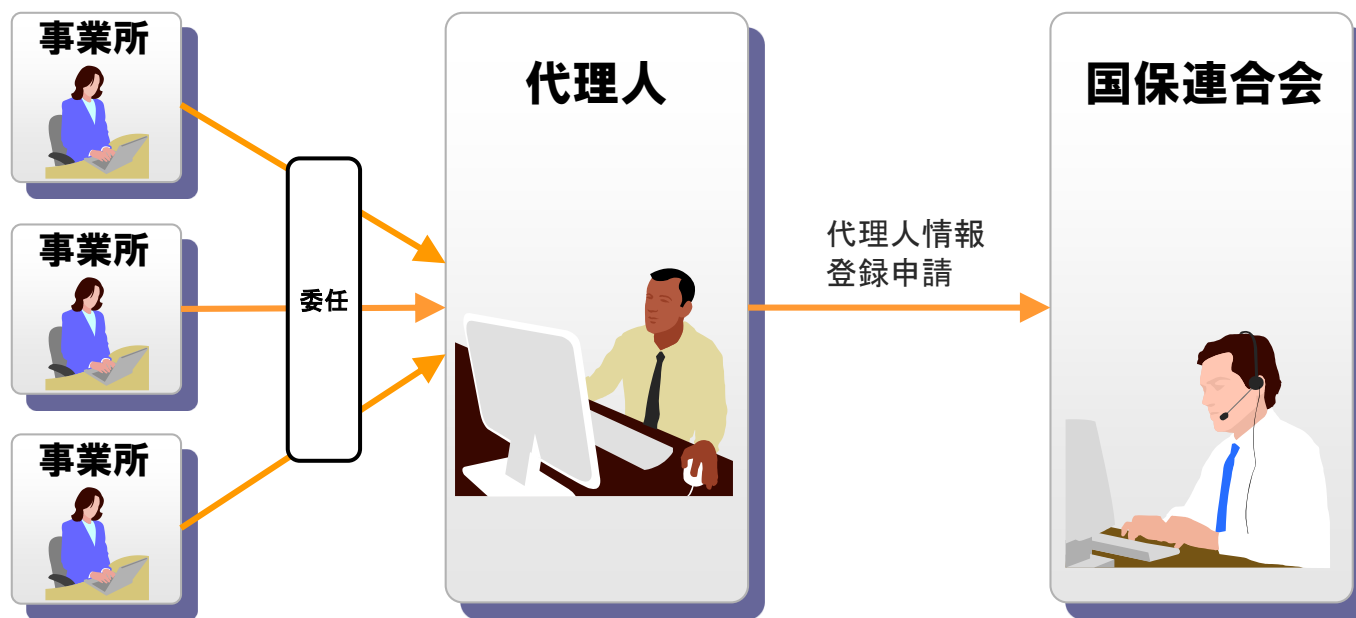 事業所
事業所
事業所
委任
代理人
代理人情報
登録申請
国保連合会